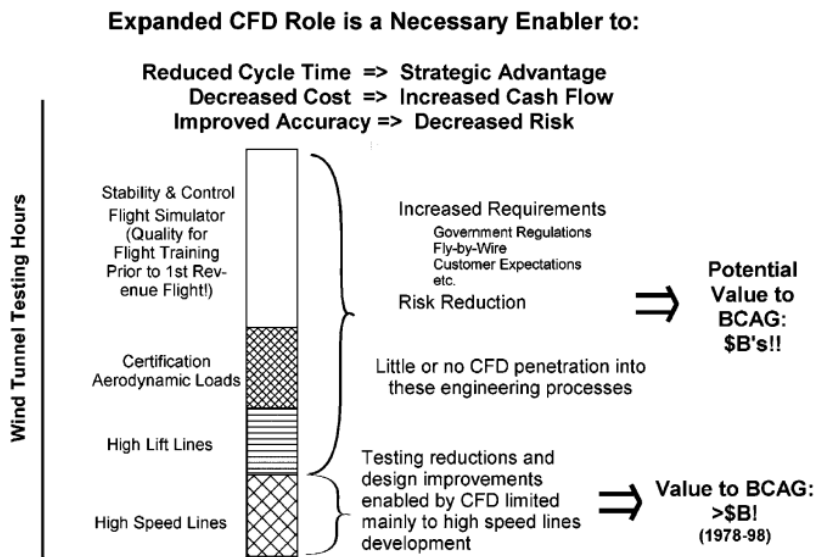 Expanded CFD Role is a Necessary Enabler to:
Reduced Cycle Time => Strategic Advantage
Decreased Cost => Increased Cash Flow
Improved Accuracy => Decreased Risk
Wind Tunnel Testing Hours
Stability & Control
Flight Simulator
(Quality for
Flight Training
Prior to 1st Rev-
enue Flight!)
Certification
Aerodynamic Loads
High Lift Lines
High Speed Lines
Increased Requirements
Government Regulations
Fly-by-Wire
Customer Expectations
etc.
Risk Reduction
Little or no CFD penetration into
these engineering processes
Testing reductions and
design improvements
enabled by CFD limited
mainly to high speed lines
development
Potential
Value to
BCAG:
$B's!!
Value to BCAG:
>$B!
(1978-98)